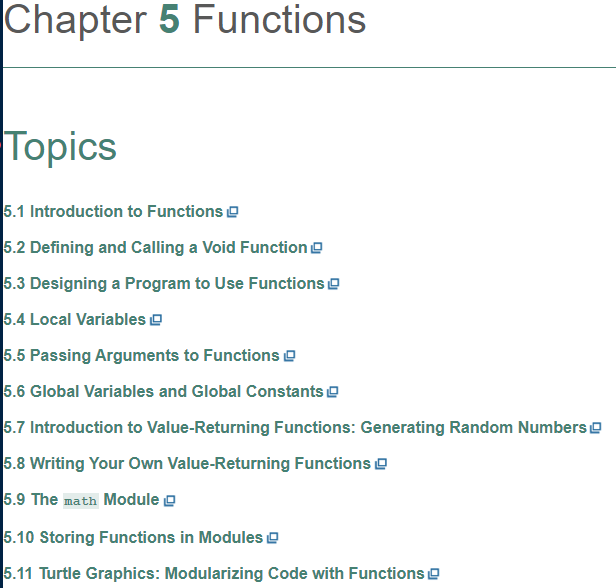 Chapter 5 Functions
Topics
5.1 Introduction to Functions
5.2 Defining and Calling a Void Function
5.3 Designing a Program to Use Functions
5.4 Local Variables
5.5 Passing Arguments to Functions
5.6 Global Variables and Global Constants
5.7 Introduction to Value-Returning Functions: Generating Random Numbers
5.8 Writing Your Own Value-Returning Functions
5.9 The math Module
5.10 Storing Functions in Modules
5.11 Turtle Graphics: Modularizing Code with Functions